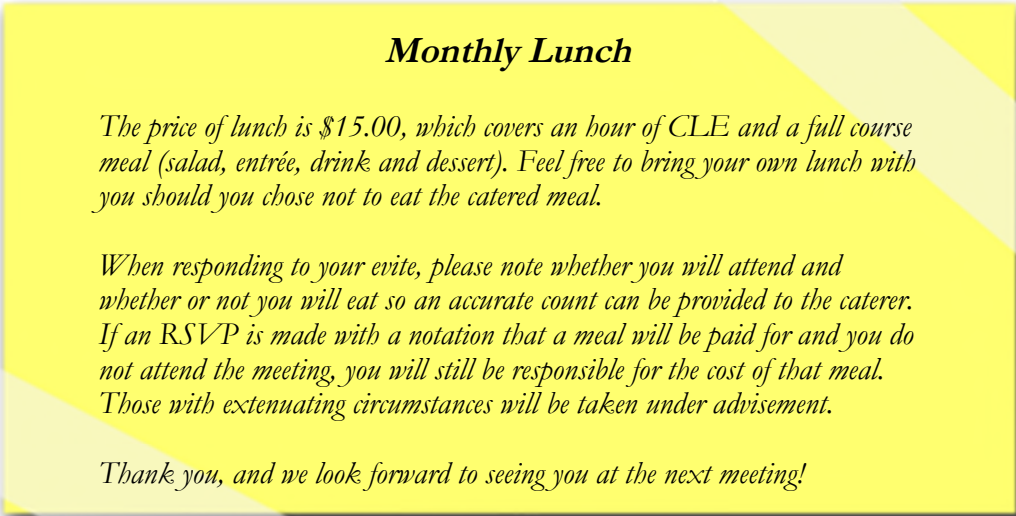 Monthly Lunch
The price of lunch is $15.00, which covers an hour of CLE and a full course
meal (salad, entrée, drink and dessert). Feel free to bring your own lunch with
you should you chose not to eat the catered meal.
When responding to your evite, please note whether you will attend and
whether or not you will eat so an accurate count can be provided to the caterer.
If an RSVP is made with a notation that a meal will be paid for and you do
not attend the meeting, you will still be responsible for the cost of that meal.
Those with extenuating circumstances will be taken under advisement.
Thank you, and we look forward to seeing you at the next meeting!